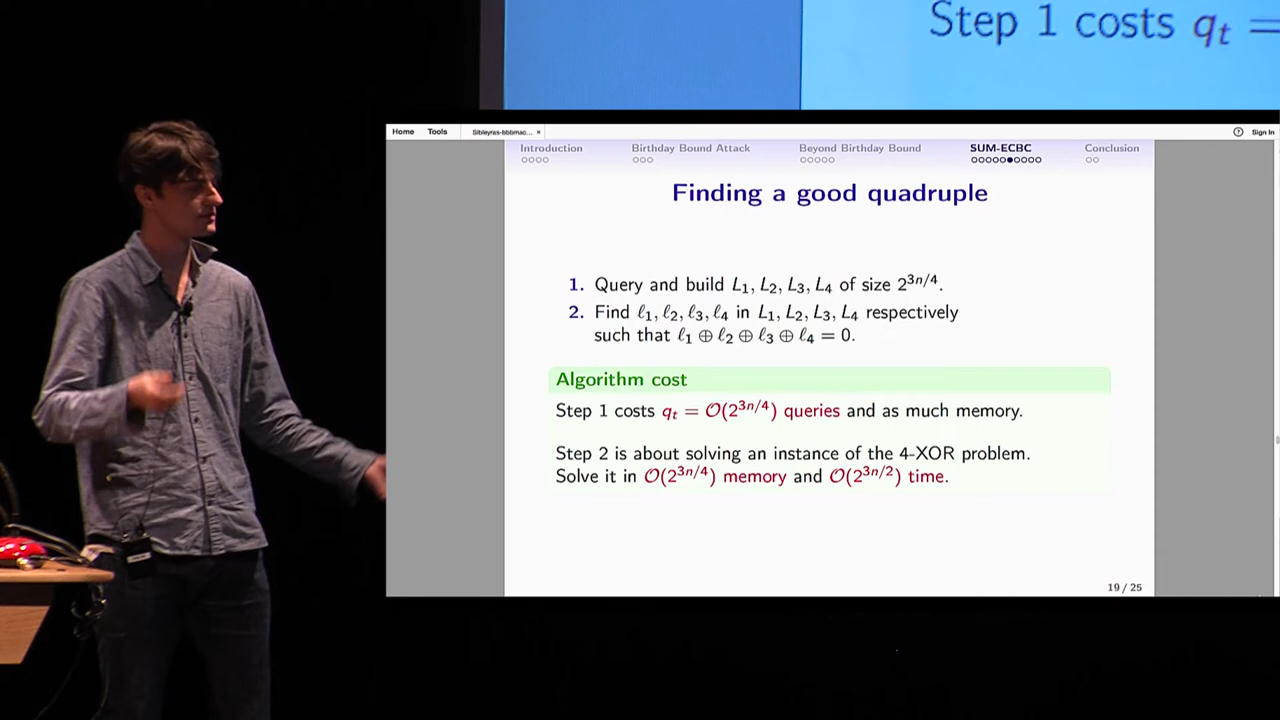 Step 1 costs qₜ =
Home Tools Sibleyras-bbbmac... × Sign In
Introduction Birthday Bound Attack Beyond Birthday Bound SUM-ECBC Conclusion
Finding a good quadruple
1. Query and build L₁, L₂, L₃, L₄ of size 2^{3n/4}.
2. Find ℓ₁, ℓ₂, ℓ₃, ℓ₄ in L₁, L₂, L₃, L₄ respectively
such that ℓ₁ ⊕ ℓ₂ ⊕ ℓ₃ ⊕ ℓ₄ = 0.
Algorithm cost
Step 1 costs qₜ = 𝒪(2^{3n/4}) queries and as much memory.
Step 2 is about solving an instance of the 4-XOR problem.
Solve it in 𝒪(2^{3n/4}) memory and 𝒪(2^{3n/2}) time.
19 / 25